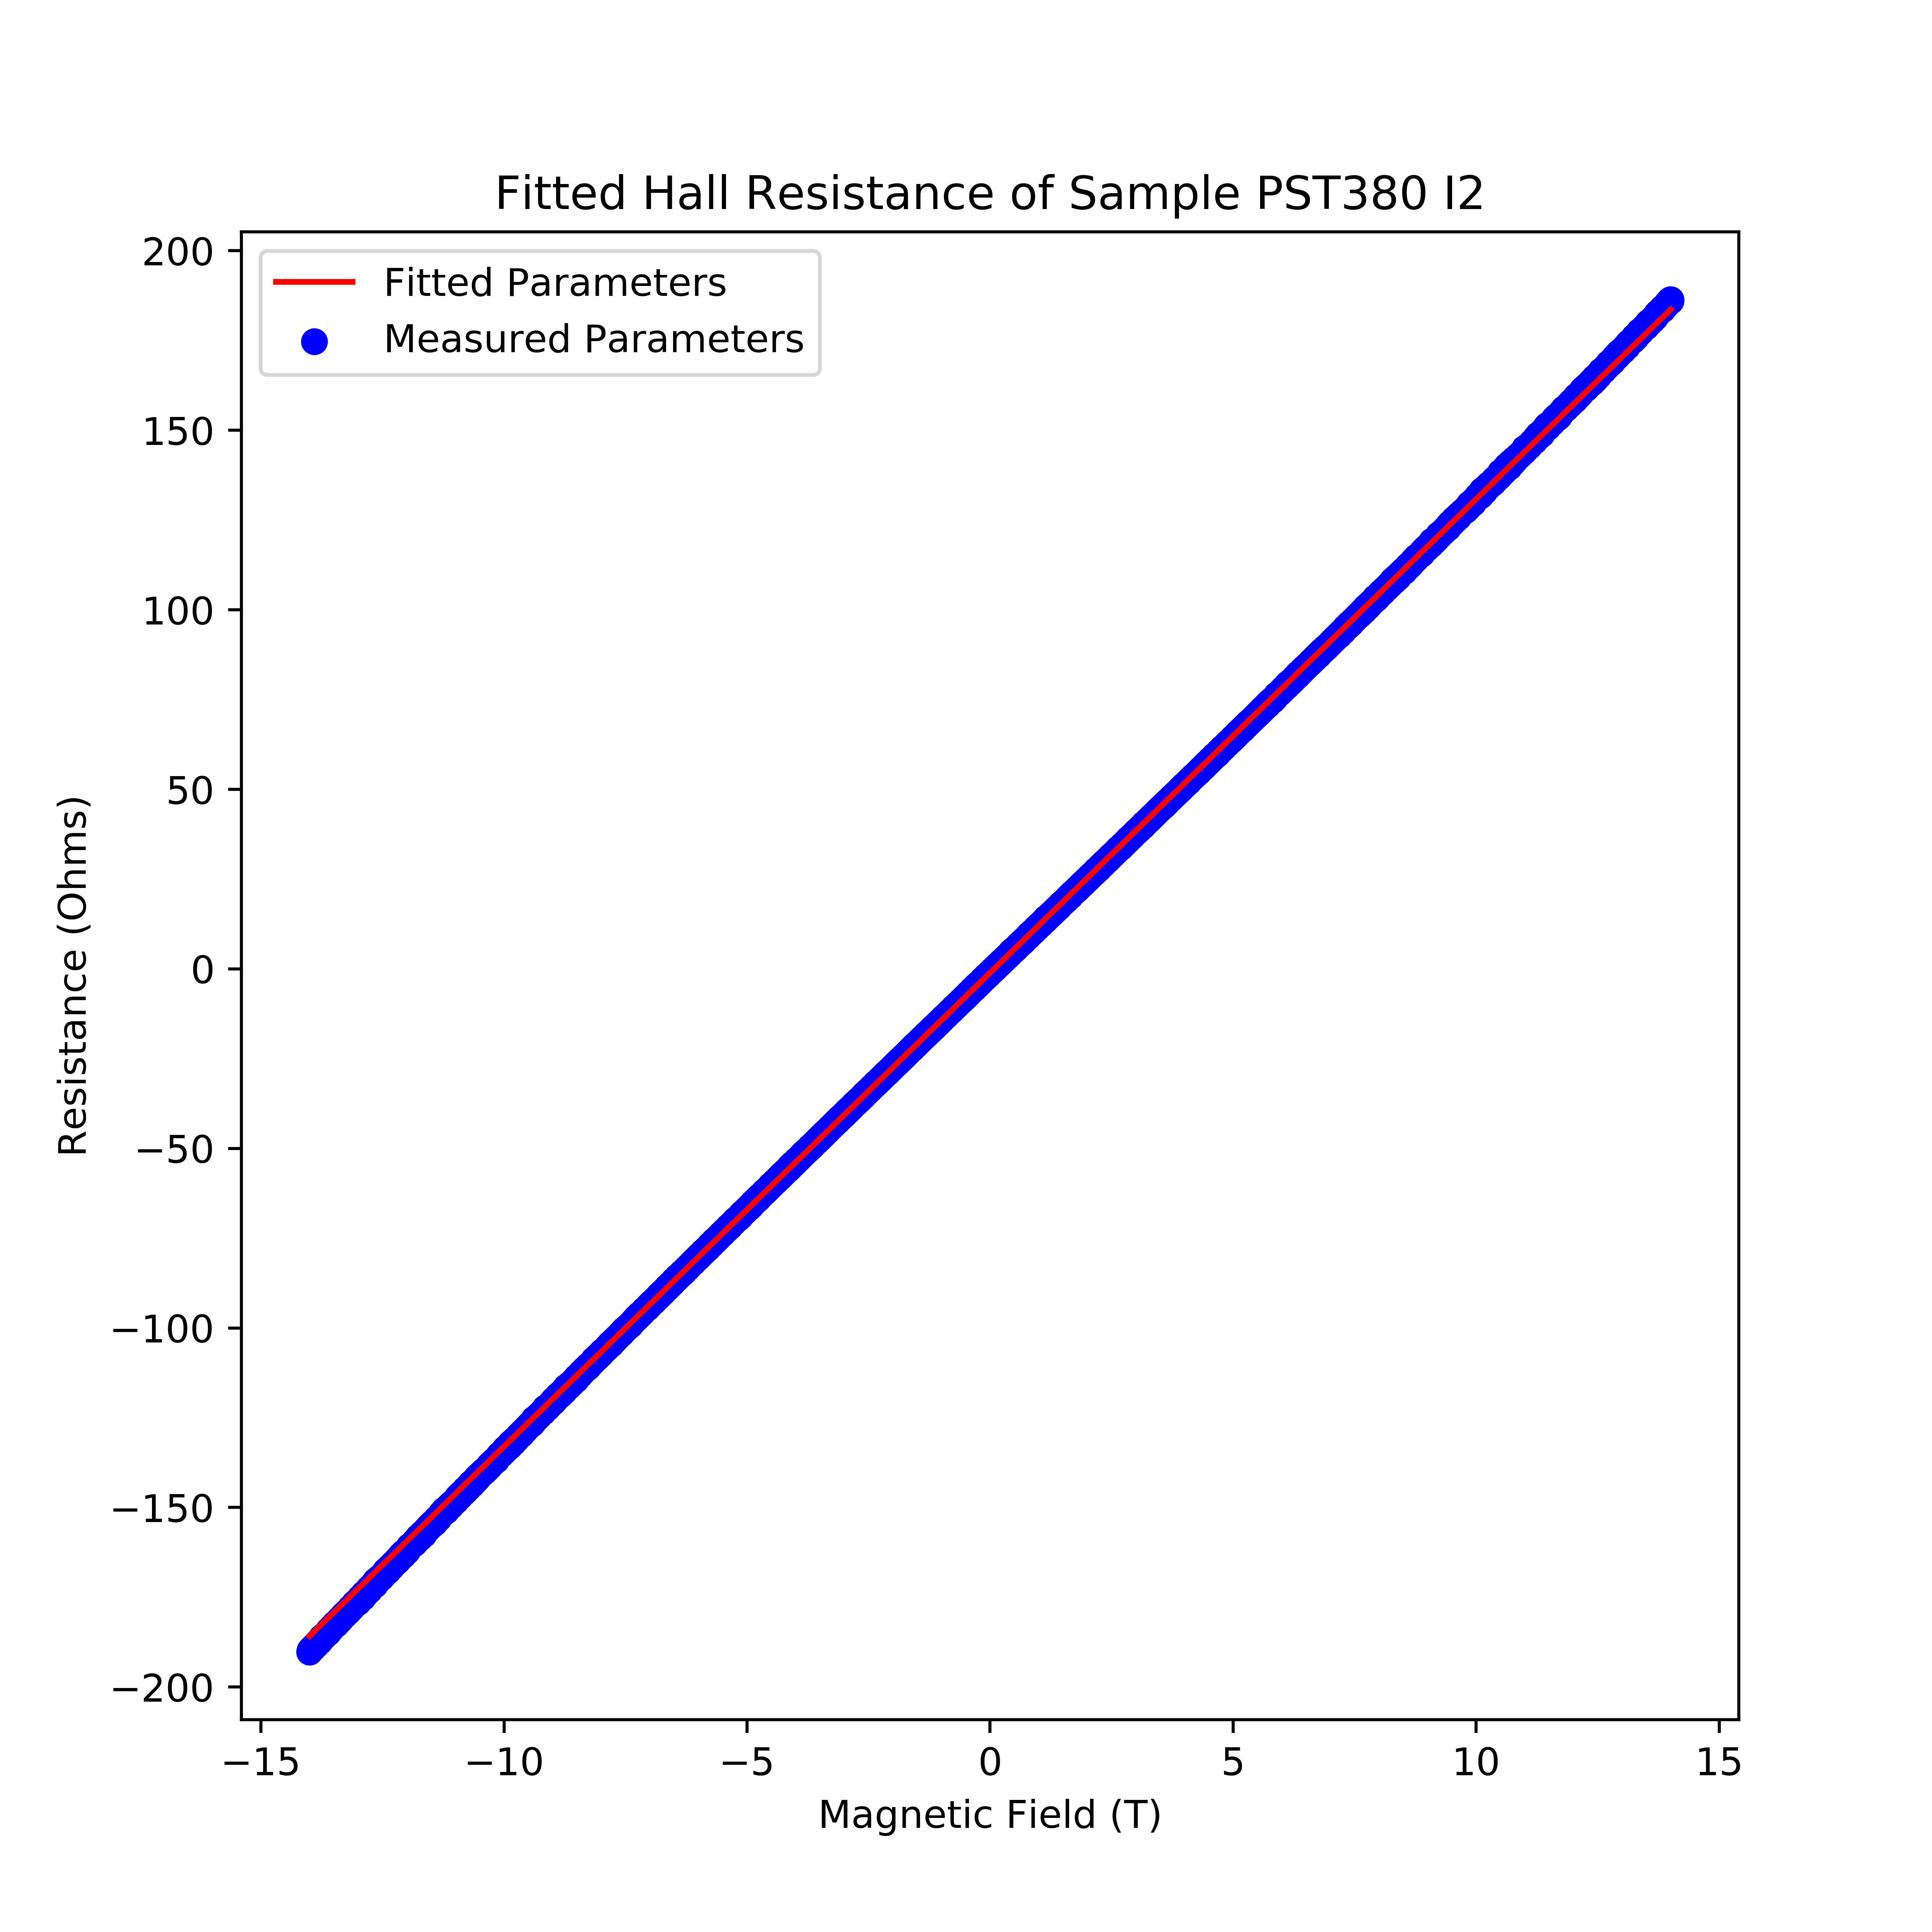 Fitted Hall Resistance of Sample PST380 I2
Fitted Parameters
Measured Parameters
200
150
100
50
0
−50
−100
−150
−200
Resistance (Ohms)
−15 −10 −5 0 5 10 15
Magnetic Field (T)